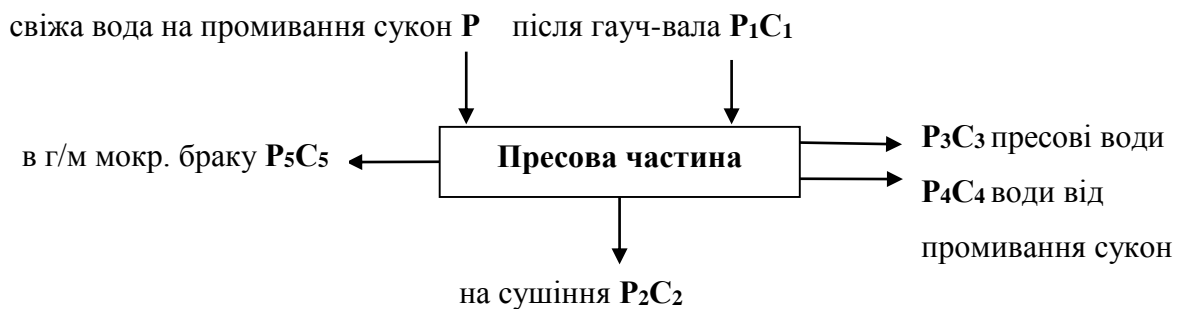 свіжа вода на промивання сукон P після гауч-вала P₁C₁
в г/м мокр. браку P₅C₅
Пресова частина
P₃C₃ пресові води
P₄C₄ води від
промивання сукон
на сушіння P₂C₂